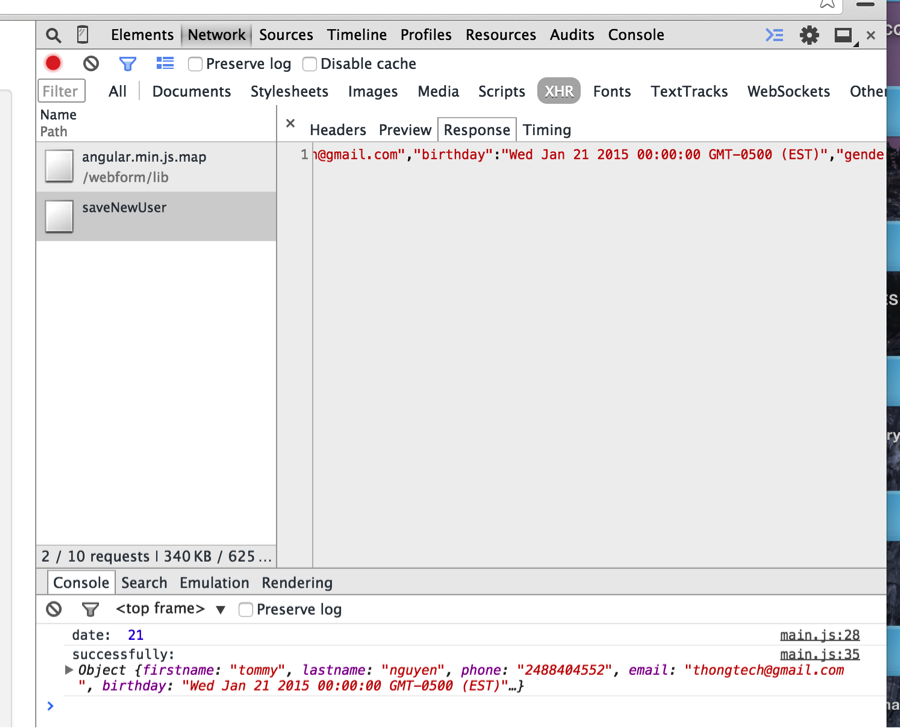 Elements Network Sources Timeline Profiles Resources Audits Console
Preserve log Disable cache
Filter All Documents Stylesheets Images Media Scripts XHR Fonts TextTracks WebSockets Other
Name
Path
Headers Preview Response Timing
angular.min.js.map
/webform/lib
saveNewUser
1 @gmail.com","birthday":"Wed Jan 21 2015 00:00:00 GMT-0500 (EST)","gende
2 / 10 requests | 340 KB / 625 ...
Console Search Emulation Rendering
<top frame> ▼ Preserve log
date: 21 main.js:28
successfully: main.js:35
Object {firstname: "tommy", lastname: "nguyen", phone: "2488404552", email: "thongtech@gmail.com
", birthday: "Wed Jan 21 2015 00:00:00 GMT-0500 (EST)"…}